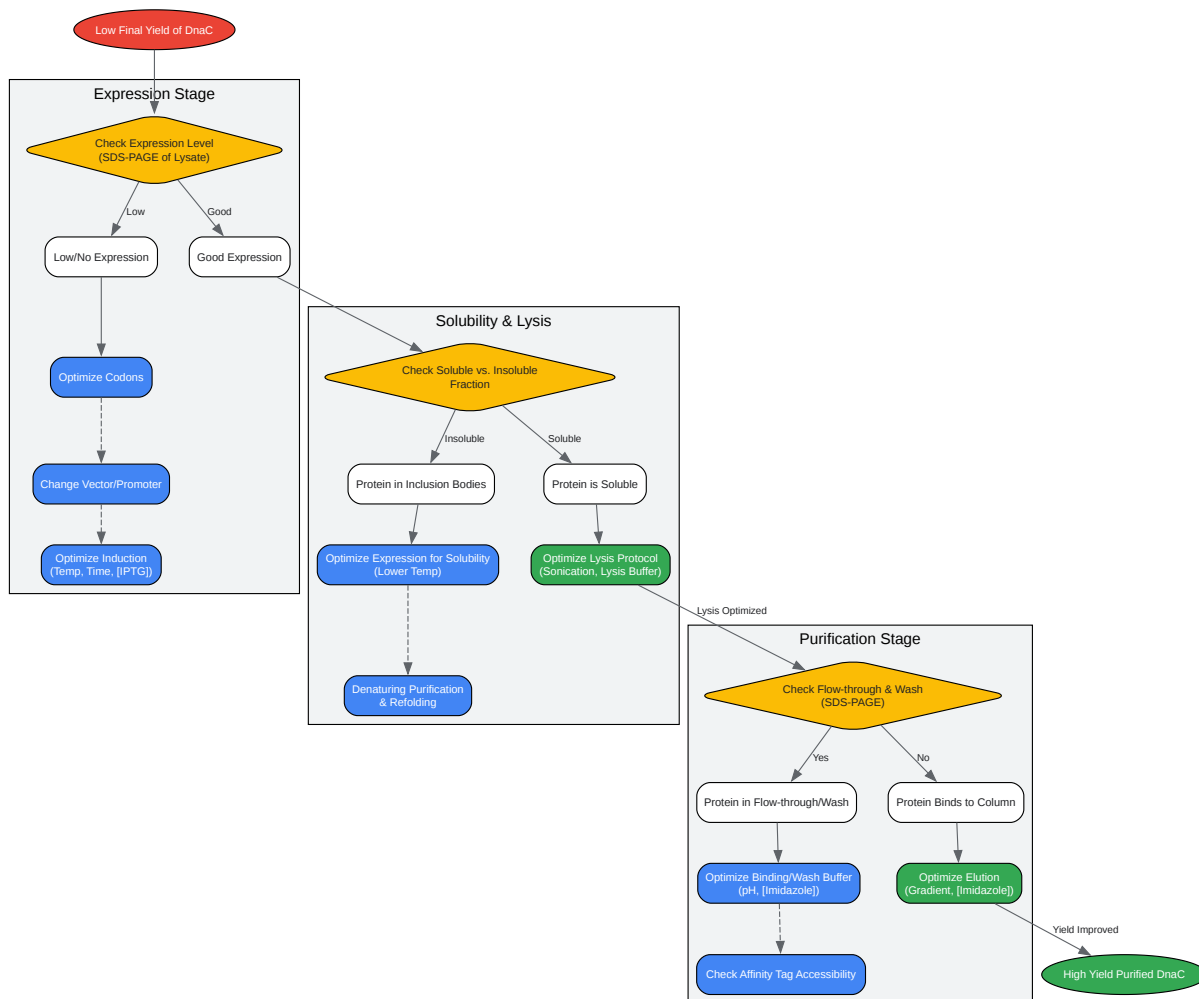 Low Final Yield of DnaC
Expression Stage
Check Expression Level
(SDS-PAGE of Lysate)
Low
Good
Low/No Expression
Good Expression
Optimize Codons
Change Vector/Promoter
Optimize Induction
(Temp, Time, [IPTG])
Solubility & Lysis
Check Soluble vs. Insoluble
Fraction
Insoluble
Soluble
Protein in Inclusion Bodies
Protein is Soluble
Optimize Expression for Solubility
(Lower Temp)
Optimize Lysis Protocol
(Sonication, Lysis Buffer)
Denaturing Purification
& Refolding
Lysis Optimized
Purification Stage
Check Flow-through & Wash
(SDS-PAGE)
Yes
No
Protein in Flow-through/Wash
Protein Binds to Column
Optimize Binding/Wash Buffer
(pH, [Imidazole])
Optimize Elution
(Gradient, [Imidazole])
Check Affinity Tag Accessibility
Yield Improved
High Yield Purified DnaC